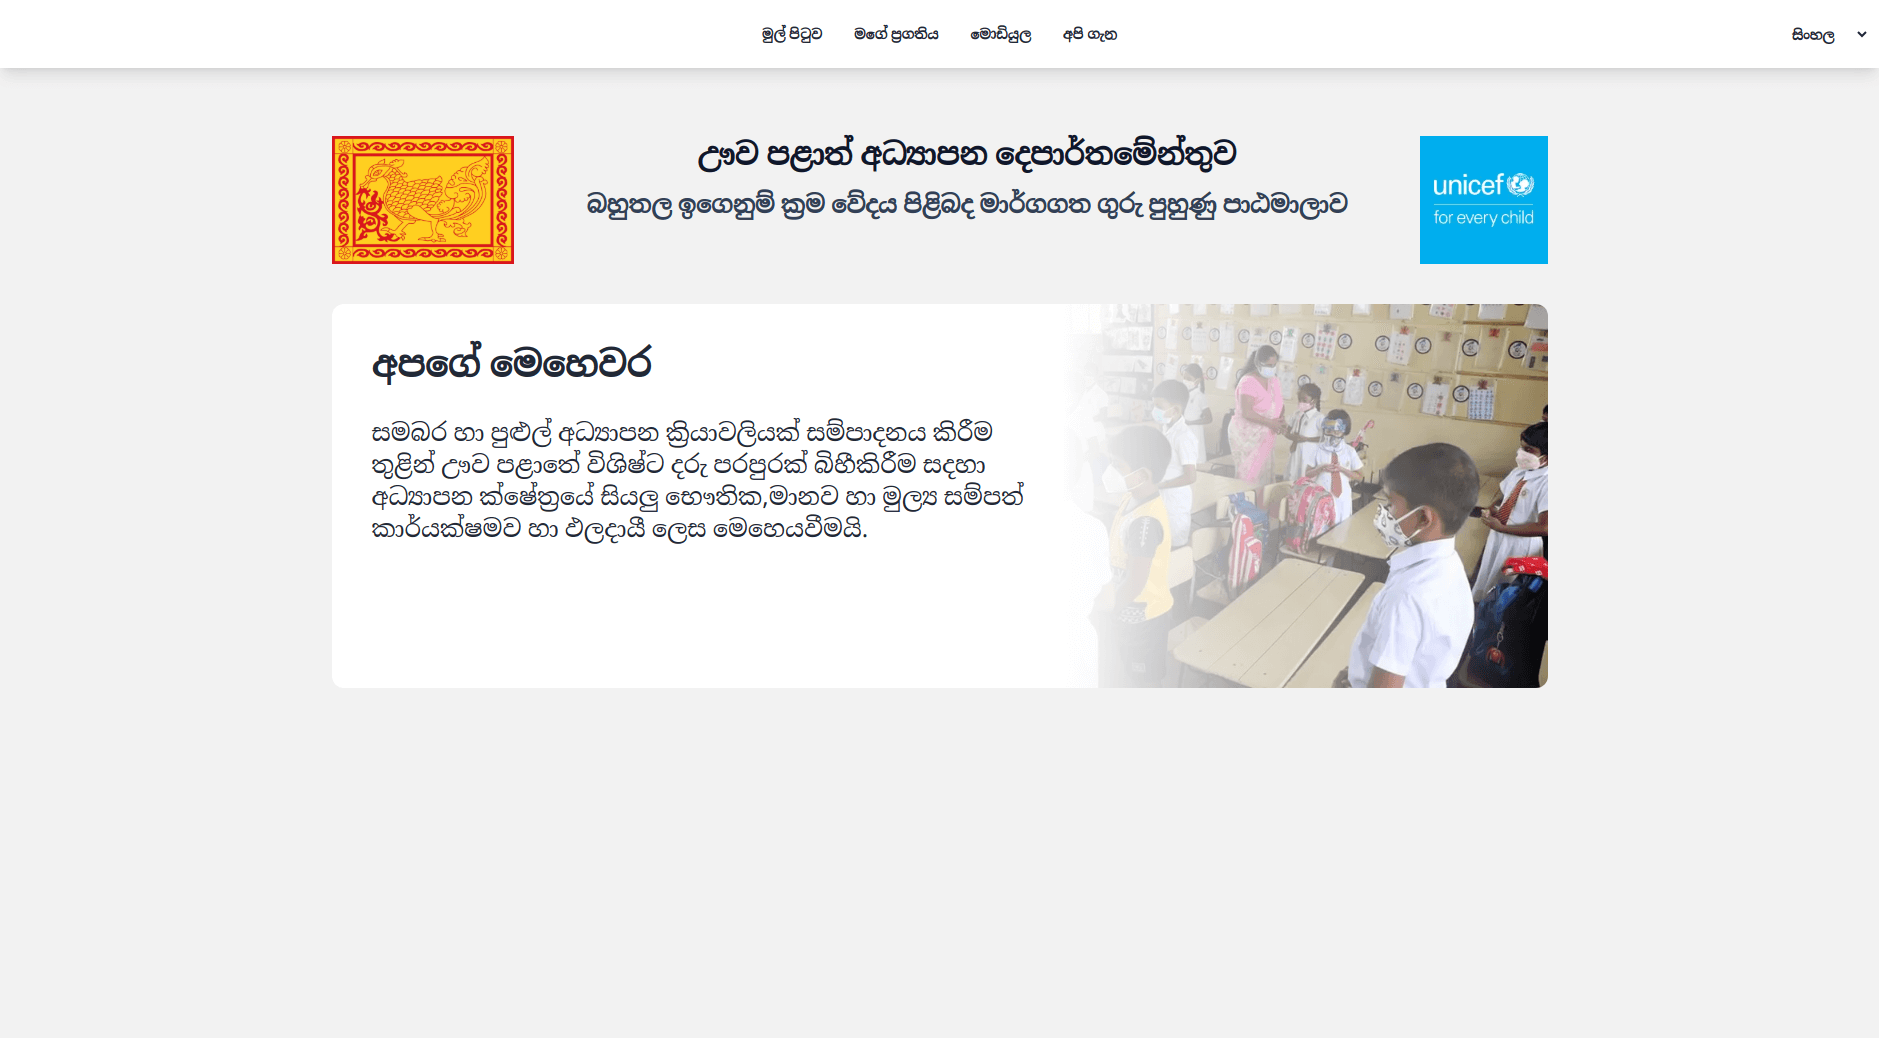 මුල් පිටුව
මගේ ප්‍රගතිය
මොඩියුල
අපි ගැන
සිංහල
ඌව පළාත් අධ්‍යාපන දෙපාර්තමේන්තුව
බහුතල ඉගෙනුම් ක්‍රම වේදය පිළිබද මාර්ගගත ගුරු පුහුණු පාඨමාලාව
unicef
for every child
අපගේ මෙහෙවර
සමබර හා පුළුල් අධ්‍යාපන ක්‍රියාවලියක් සම්පාදනය කිරීම
තුළින් ඌව පළාතේ විශිෂ්ට දරු පරපුරක් බිහිකිරීම සදහා
අධ්‍යාපන ක්ෂේත්‍රයේ සියලු භෞතික,මානව හා මුල්‍ය සම්පත්
කාර්යක්ෂමව හා ඵලදායී ලෙස මෙහෙයවීමයි.